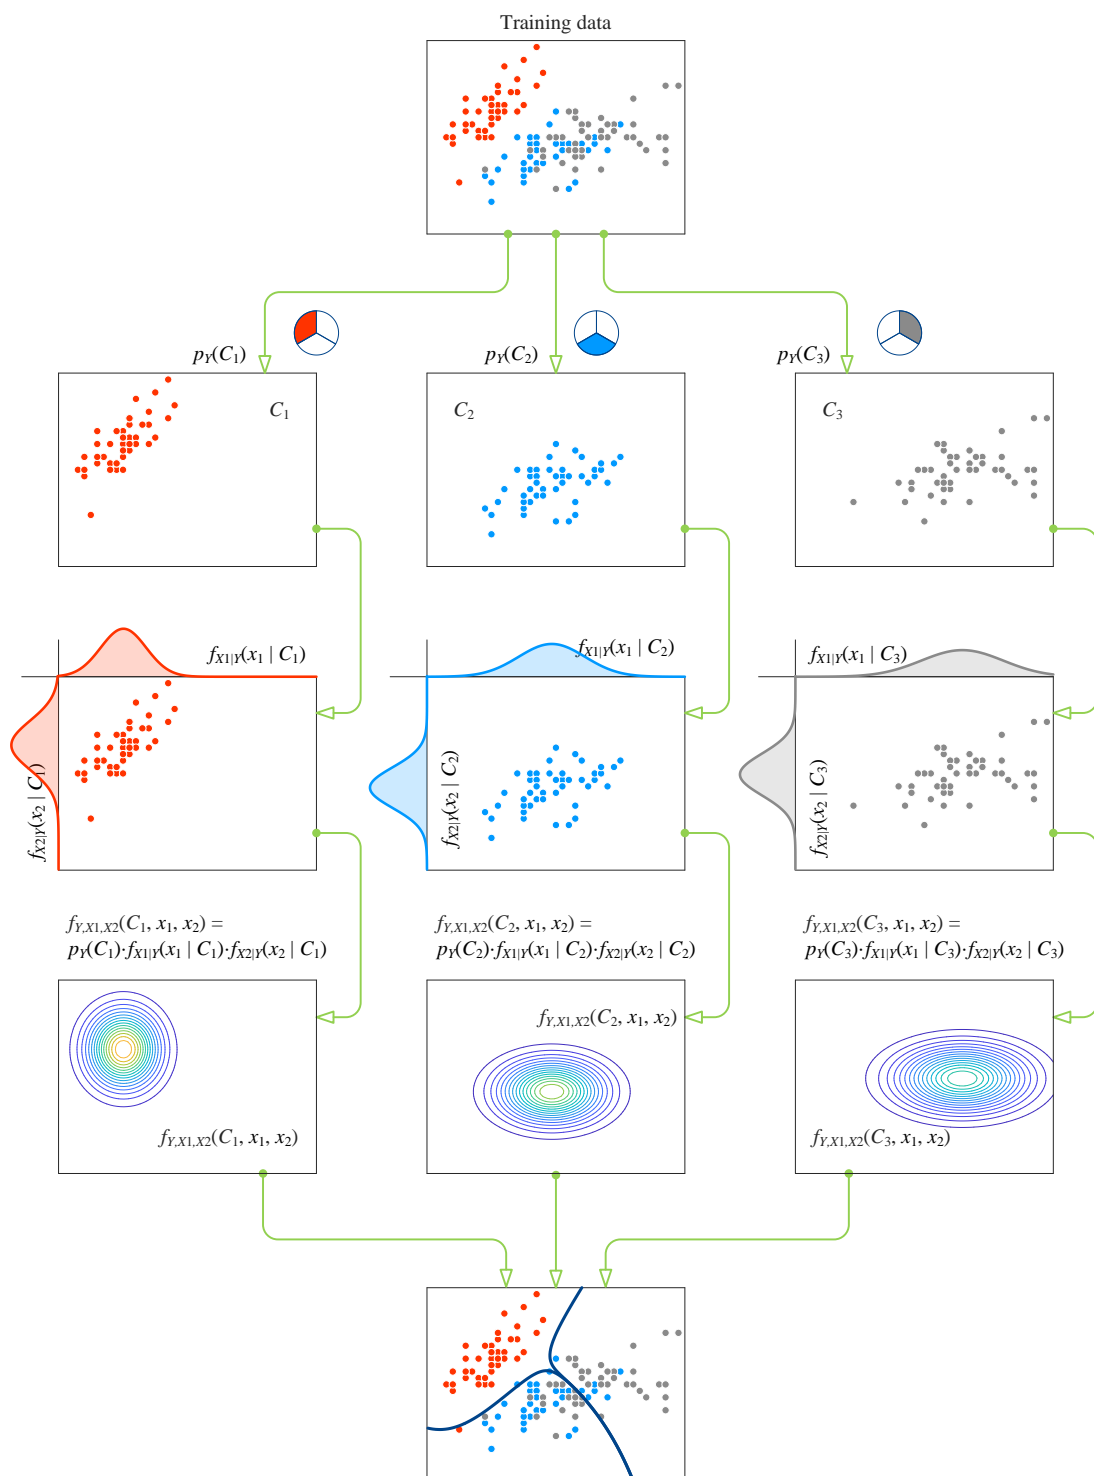 Training data
pY(C1)
pY(C2)
pY(C3)
C1
C2
C3
fX1|Y(x1 | C1)
fX1|Y(x1 | C2)
fX1|Y(x1 | C3)
fX2|Y(x2 | C1)
fX2|Y(x2 | C2)
fX2|Y(x2 | C3)
fY,X1,X2(C1, x1, x2) =
pY(C1)·fX1|Y(x1 | C1)·fX2|Y(x2 | C1)
fY,X1,X2(C2, x1, x2) =
pY(C2)·fX1|Y(x1 | C2)·fX2|Y(x2 | C2)
fY,X1,X2(C3, x1, x2) =
pY(C3)·fX1|Y(x1 | C3)·fX2|Y(x2 | C3)
fY,X1,X2(C1, x1, x2)
fY,X1,X2(C2, x1, x2)
fY,X1,X2(C3, x1, x2)